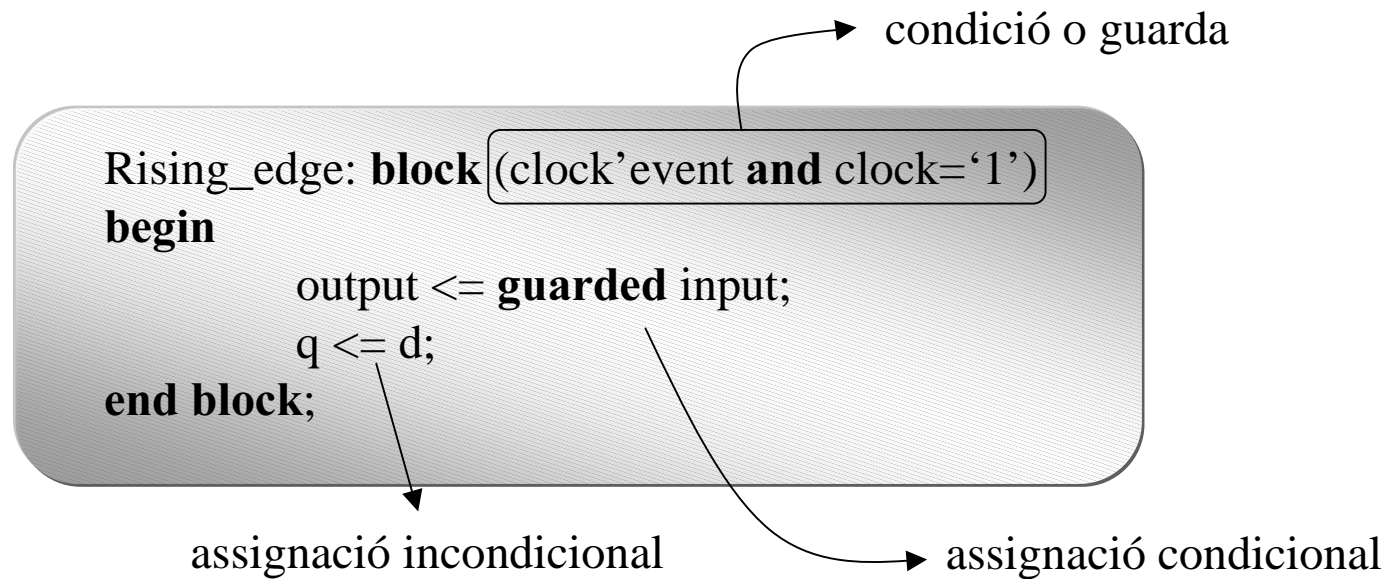 condició o guarda
Rising_edge: block (clock’event and clock=‘1’)
begin
output <= guarded input;
q <= d;
end block;
assignació incondicional
assignació condicional